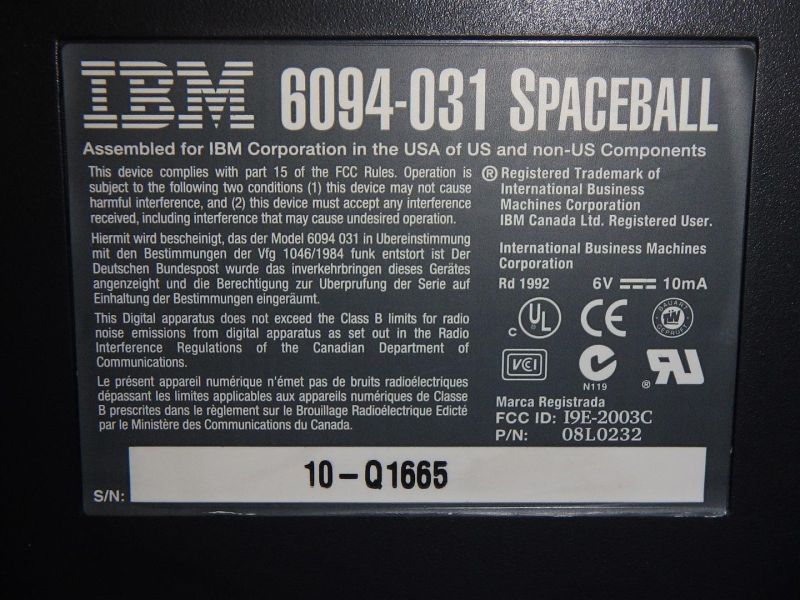 IBM 6094-031 SPACEBALL
Assembled for IBM Corporation in the USA of US and non-US Components
This device complies with part 15 of the FCC Rules. Operation is
subject to the following two conditions (1) this device may not cause
harmful interference, and (2) this device must accept any interference
received, including interference that may cause undesired operation.
Hiermit wird bescheinigt, das der Model 6094 031 in Ubereinstimmung
mit den Bestimmungen der Vfg 1046/1984 funk entstort ist Der
Deutschen Bundespost wurde das inverkehrbringen dieses Gerätes
angenzeight und die Berechtigung zur Uberprufung der Serie auf
Einhaltung der Bestimmungen eingeräumt.
This Digital apparatus does not exceed the Class B limits for radio
noise emissions from digital apparatus as set out in the Radio
Interference Regulations of the Canadian Department of
Communications.
Le présent appareil numérique n'émet pas de bruits radioélectriques
dépassant les limites applicables aux appareils numériques de Classe
B prescrites dans le règlement sur le Brouillage Radioélectrique Edicté
par le Ministère des Communications du Canada.
® Registered Trademark of
International Business
Machines Corporation
IBM Canada Ltd. Registered User.
International Business Machines
Corporation
Rd 1992 6V 10mA
C UL ® CE BAUART GEPRÜFT
VCI N119 ® UR
Marca Registrada
FCC ID: I9E-2003C
P/N: 08L0232
S/N: 10-Q1665